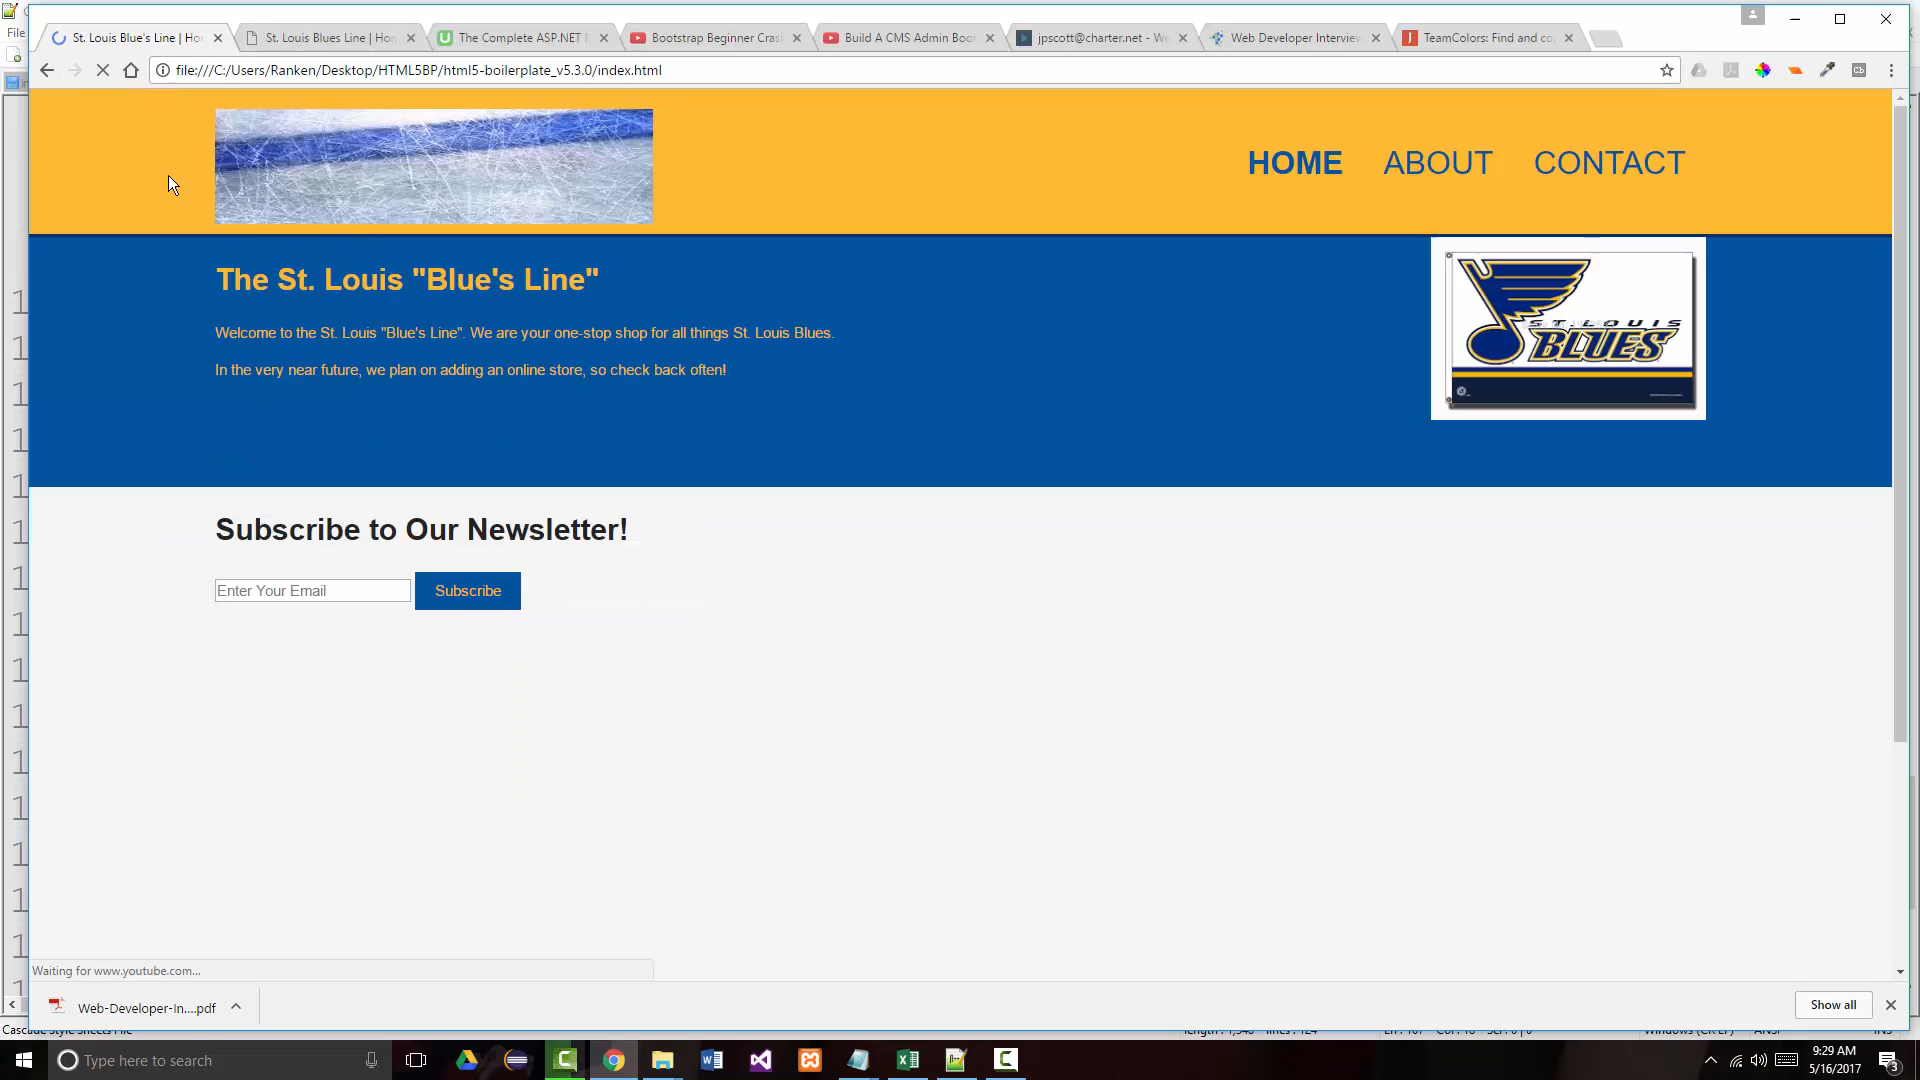 St. Louis Blue's Line | Ho
St. Louis Blues Line | Hon
The Complete ASP.NET
Bootstrap Beginner Cras
Build A CMS Admin Boot
jpscott@charter.net - We
Web Developer Interview
TeamColors: Find and co
File
file:///C:/Users/Ranken/Desktop/HTML5BP/html5-boilerplate_v5.3.0/index.html
HOME ABOUT CONTACT
The St. Louis "Blue's Line"
Welcome to the St. Louis "Blue's Line". We are your one-stop shop for all things St. Louis Blues.
In the very near future, we plan on adding an online store, so check back often!
ST. LOUIS
BLUES
Subscribe to Our Newsletter!
Enter Your Email
Subscribe
Waiting for www.youtube.com...
Web-Developer-In....pdf
Show all
Type here to search
9:29 AM
5/16/2017
3